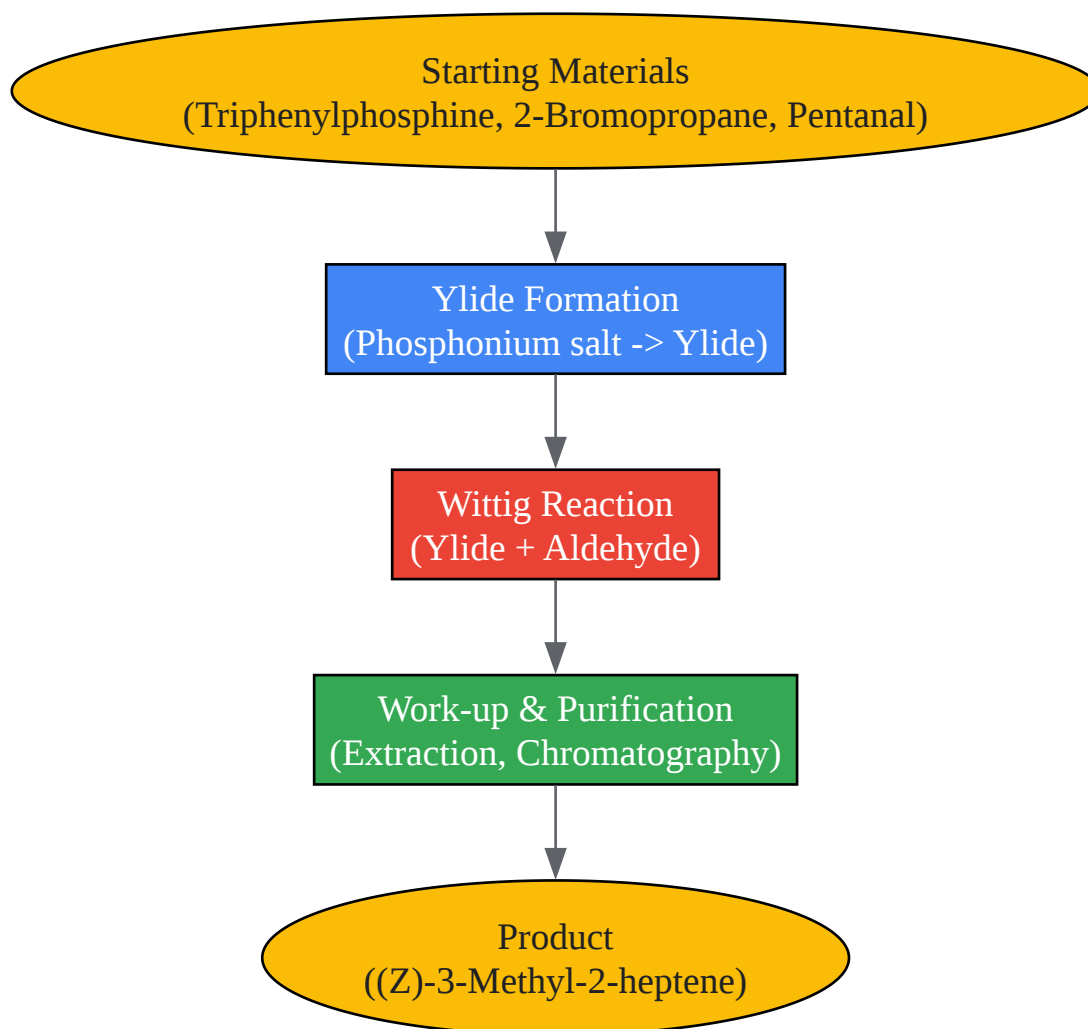 Starting Materials
(Triphenylphosphine, 2-Bromopropane, Pentanal)
Ylide Formation
(Phosphonium salt -> Ylide)
Wittig Reaction
(Ylide + Aldehyde)
Work-up & Purification
(Extraction, Chromatography)
Product
((Z)-3-Methyl-2-heptene)